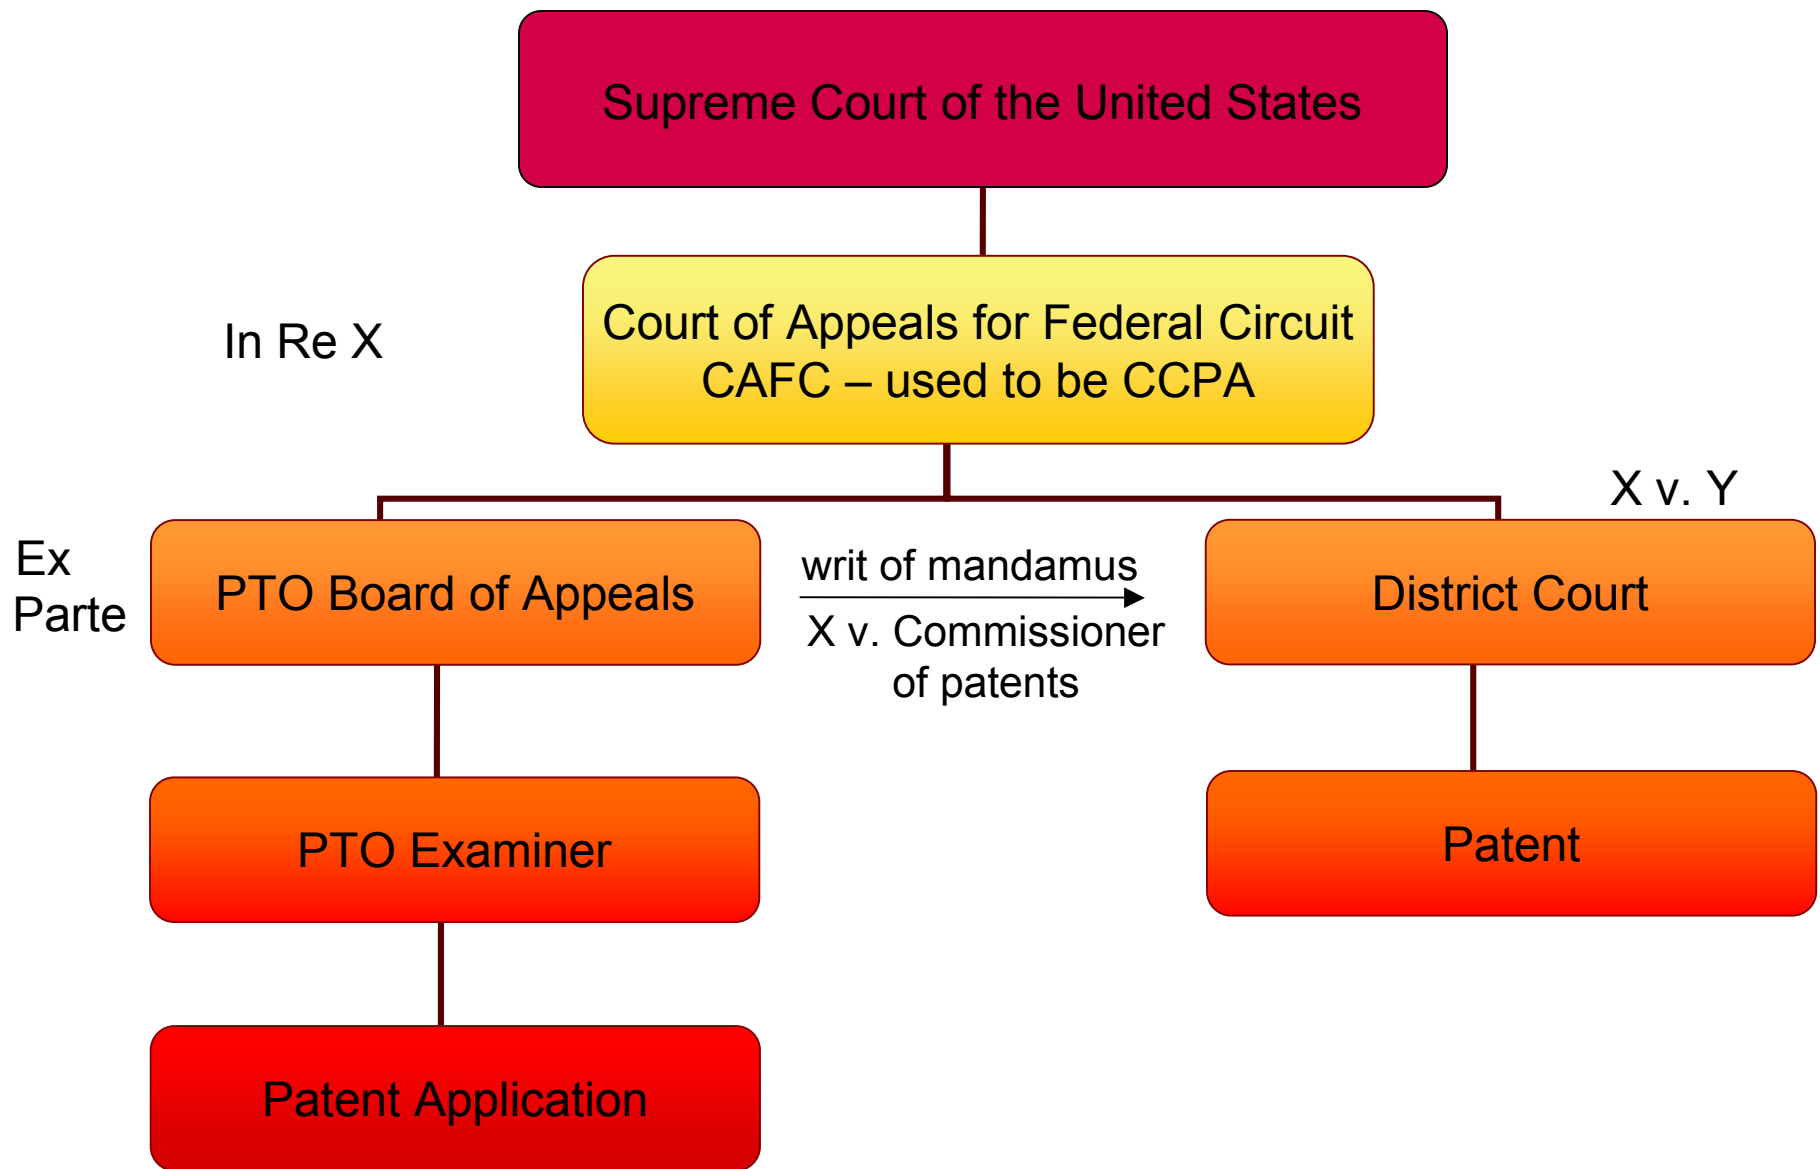 Supreme Court of the United States
In Re X
Court of Appeals for Federal Circuit
CAFC – used to be CCPA
X v. Y
Ex
Parte
PTO Board of Appeals
writ of mandamus
X v. Commissioner
of patents
District Court
PTO Examiner
Patent
Patent Application